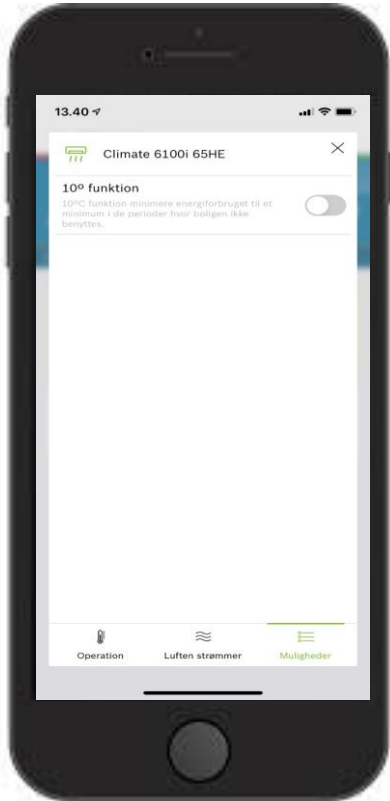 13.40
Climate 6100i 65HE
10º funktion
10ºC funktion minimere energiforbruget til et
minimum i de perioder hvor boligen ikke
benyttes.
Operation
Luften strømmer
Muligheder